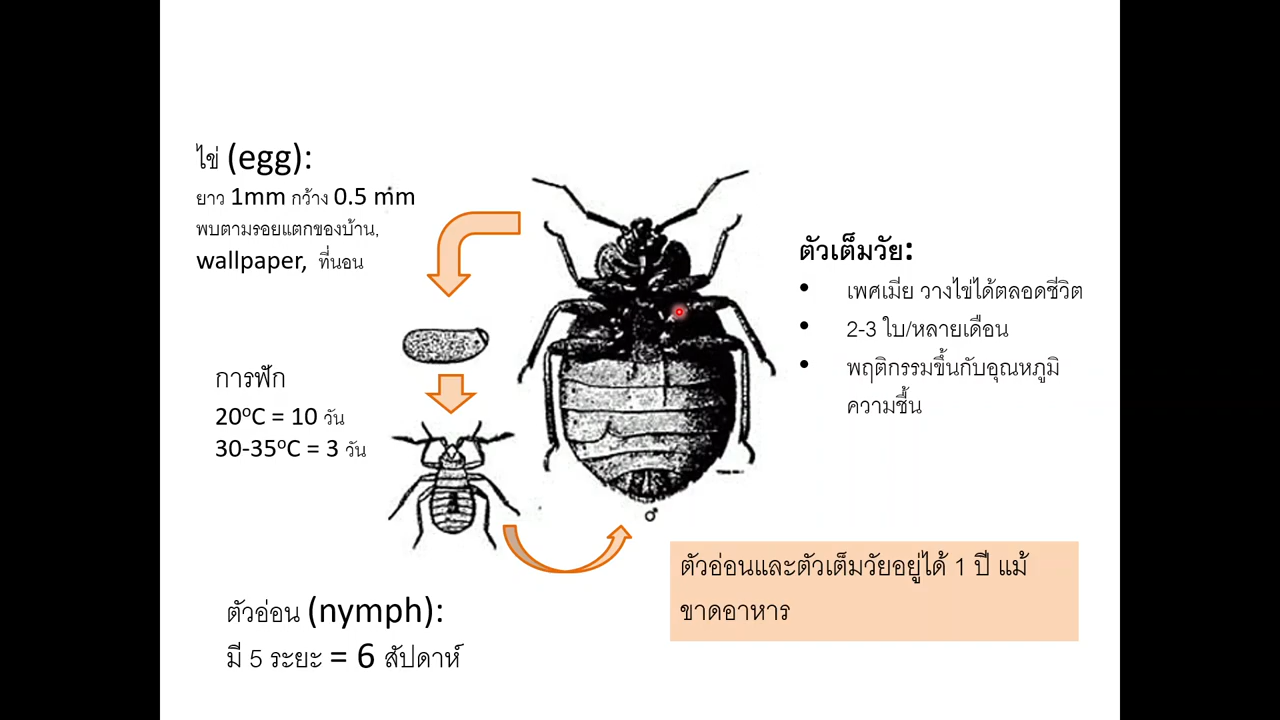 ไข่ (egg):
ยาว 1mm กว้าง 0.5 mm
พบตามรอยแตกของบ้าน,
wallpaper, ที่นอน
การฟัก
20ºC = 10 วัน
30-35ºC = 3 วัน
ตัวอ่อน (nymph):
มี 5 ระยะ = 6 สัปดาห์
♂
ตัวเต็มวัย:
• เพศเมีย วางไข่ได้ตลอดชีวิต
• 2-3 ใบ/หลายเดือน
• พฤติกรรมขึ้นกับอุณหภูมิ
ความชื้น
ตัวอ่อนและตัวเต็มวัยอยู่ได้ 1 ปี แม้
ขาดอาหาร